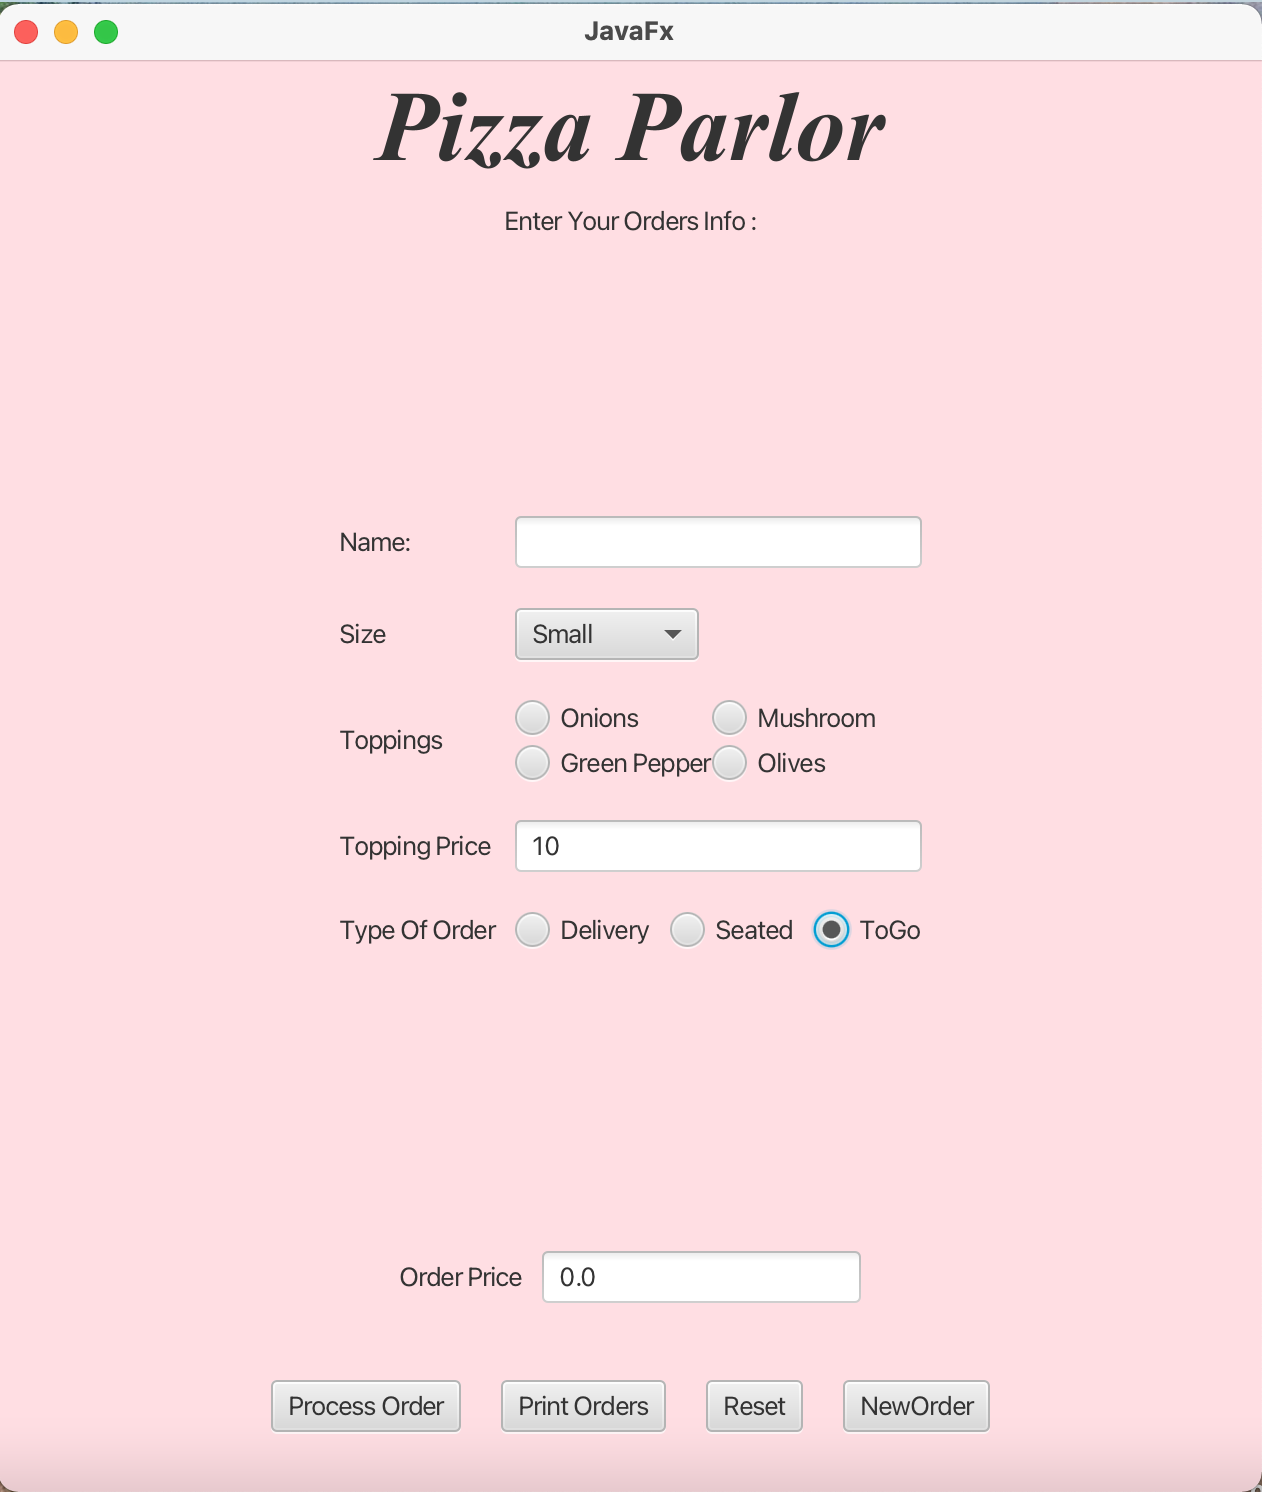 JavaFx
Pizza Parlor
Enter Your Orders Info :
Name:
Size Small
Toppings
Onions Mushroom
Green Pepper Olives
Topping Price 10
Type Of Order Delivery Seated ToGo
Order Price 0.0
Process Order Print Orders Reset NewOrder